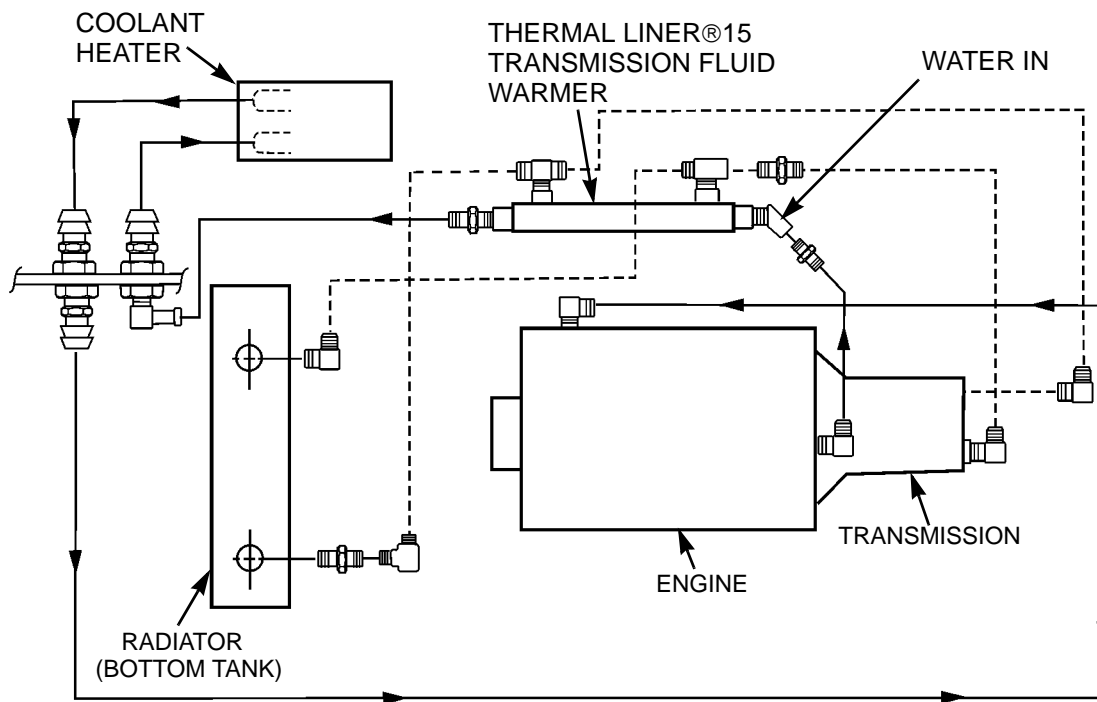 COOLANT
HEATER
THERMAL LINER®15
TRANSMISSION FLUID
WARMER
WATER IN
TRANSMISSION
ENGINE
RADIATOR
(BOTTOM TANK)